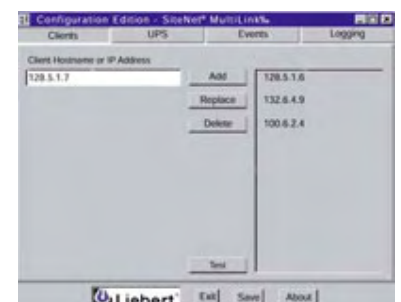 Configuration Edition - SiteNet® MultiLink‰
Clients UPS Events Logging
Client Hostname or IP Address
128.5.1.7
Add
128.5.1.6
Replace
132.6.4.9
Delete
100.6.2.4
Test
Liebert Exit Save About